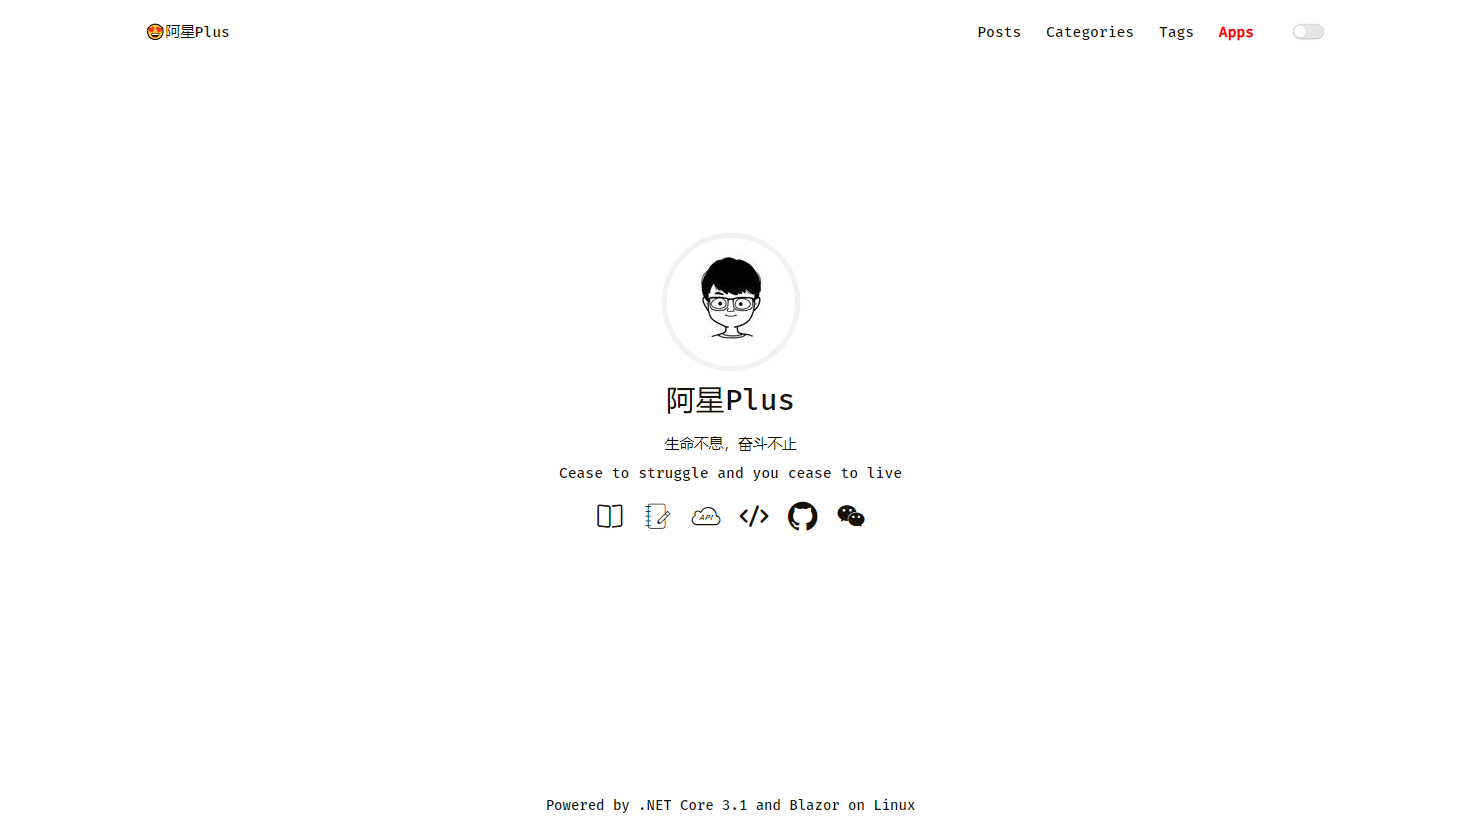 🤩阿星Plus
Posts Categories Tags Apps
阿星Plus
生命不息，奋斗不止
Cease to struggle and you cease to live
API
Powered by .NET Core 3.1 and Blazor on Linux